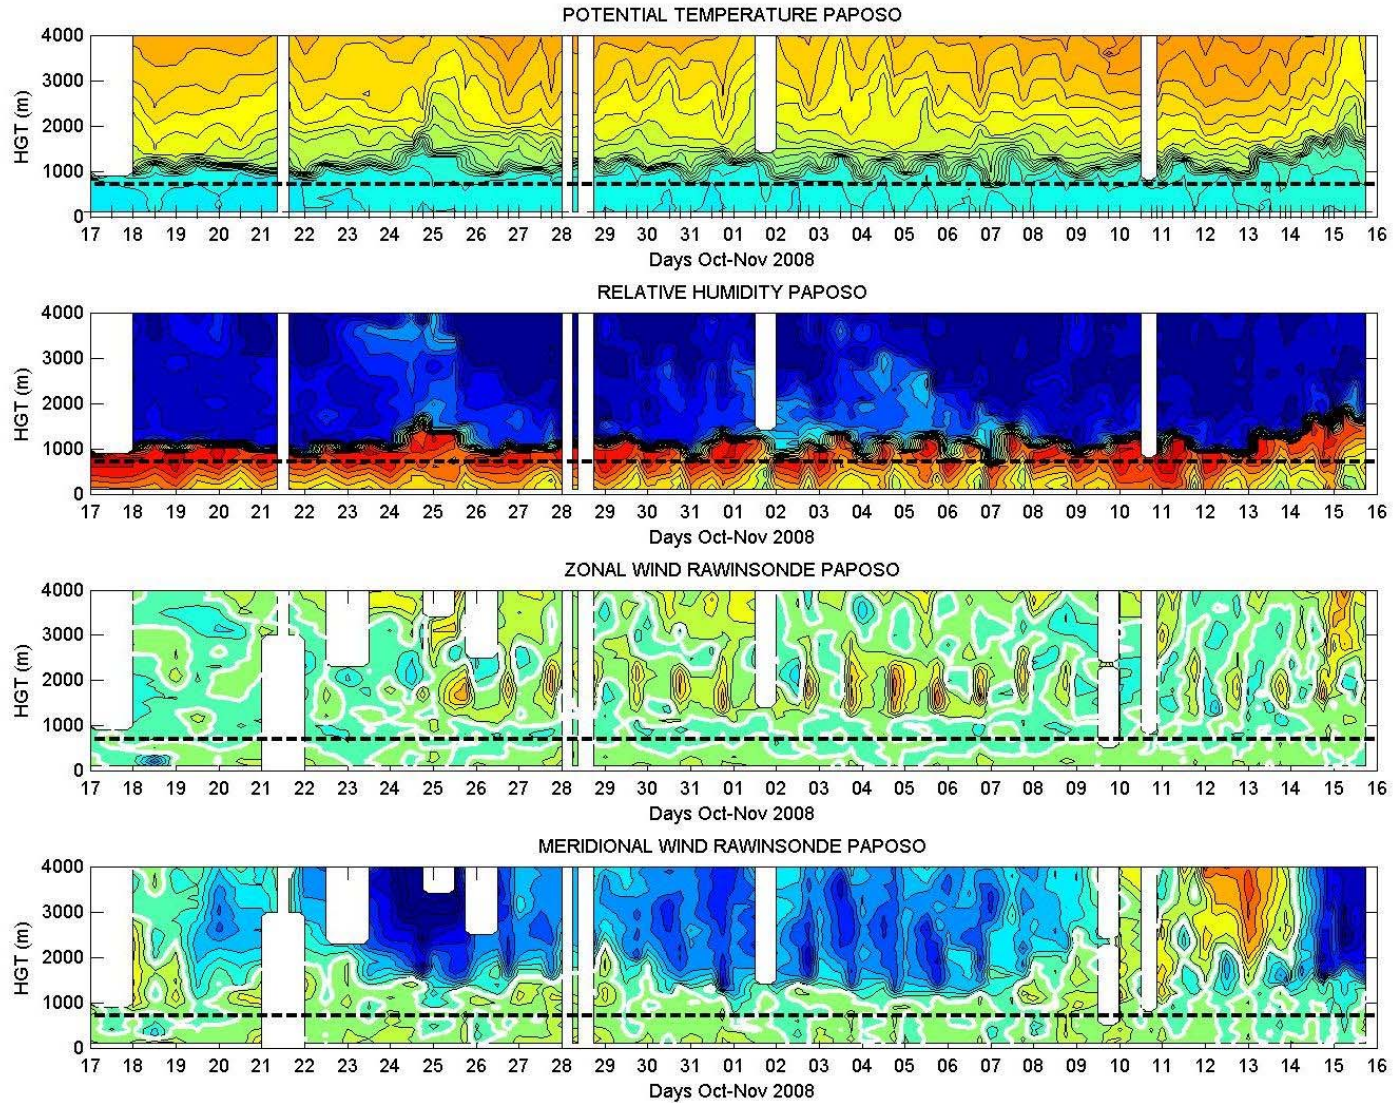 POTENTIAL TEMPERATURE PAPOSO
4000
3000
2000
1000
0
HGT (m)
17 18 19 20 21 22 23 24 25 26 27 28 29 30 31 01 02 03 04 05 06 07 08 09 10 11 12 13 14 15 16
Days Oct-Nov 2008
RELATIVE HUMIDITY PAPOSO
4000
3000
2000
1000
0
HGT (m)
17 18 19 20 21 22 23 24 25 26 27 28 29 30 31 01 02 03 04 05 06 07 08 09 10 11 12 13 14 15 16
Days Oct-Nov 2008
ZONAL WIND RAWINSONDE PAPOSO
4000
3000
2000
1000
0
HGT (m)
17 18 19 20 21 22 23 24 25 26 27 28 29 30 31 01 02 03 04 05 06 07 08 09 10 11 12 13 14 15 16
Days Oct-Nov 2008
MERIDIONAL WIND RAWINSONDE PAPOSO
4000
3000
2000
1000
0
HGT (m)
17 18 19 20 21 22 23 24 25 26 27 28 29 30 31 01 02 03 04 05 06 07 08 09 10 11 12 13 14 15 16
Days Oct-Nov 2008